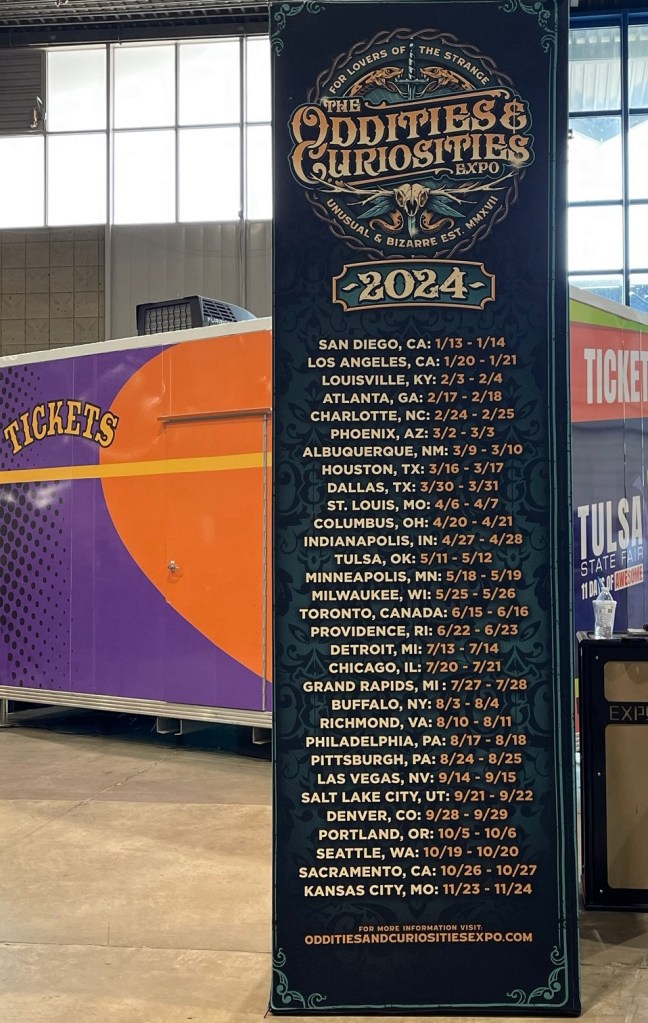 FOR LOVERS OF THE STRANGE
THE
ODDITIES &
CURIOSITIES
EXPO
UNUSUAL & BIZARRE EST. MMXVII
-2024-
SAN DIEGO, CA: 1/13 - 1/14
LOS ANGELES, CA: 1/20 - 1/21
LOUISVILLE, KY: 2/3 - 2/4
ATLANTA, GA: 2/17 - 2/18
CHARLOTTE, NC: 2/24 - 2/25
PHOENIX, AZ: 3/2 - 3/3
ALBUQUERQUE, NM: 3/9 - 3/10
HOUSTON, TX: 3/16 - 3/17
DALLAS, TX: 3/30 - 3/31
ST. LOUIS, MO: 4/6 - 4/7
COLUMBUS, OH: 4/20 - 4/21
INDIANAPOLIS, IN: 4/27 - 4/28
TULSA, OK: 5/11 - 5/12
MINNEAPOLIS, MN: 5/18 - 5/19
MILWAUKEE, WI: 5/25 - 5/26
TORONTO, CANADA: 6/15 - 6/16
PROVIDENCE, RI: 6/22 - 6/23
DETROIT, MI: 7/13 - 7/14
CHICAGO, IL: 7/20 - 7/21
GRAND RAPIDS, MI : 7/27 - 7/28
BUFFALO, NY: 8/3 - 8/4
RICHMOND, VA: 8/10 - 8/11
PHILADELPHIA, PA: 8/17 - 8/18
PITTSBURGH, PA: 8/24 - 8/25
LAS VEGAS, NV: 9/14 - 9/15
SALT LAKE CITY, UT: 9/21 - 9/22
DENVER, CO: 9/28 - 9/29
PORTLAND, OR: 10/5 - 10/6
SEATTLE, WA: 10/19 - 10/20
SACRAMENTO, CA: 10/26 - 10/27
KANSAS CITY, MO: 11/23 - 11/24
FOR MORE INFORMATION VISIT:
ODDITIESANDCURIOSITIESEXPO.COM
TICKETS
TICKET
TULSA
STATE FAIR
11 DAYS OF AWESOME
EXPO